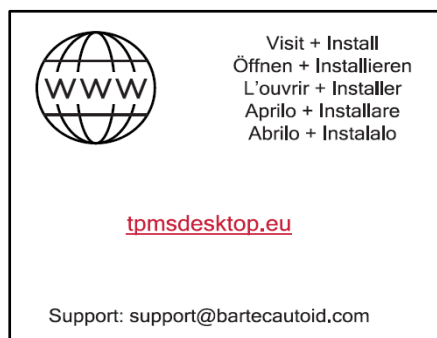 WWW
Visit + Install
Öffnen + Installieren
L'ouvrir + Installer
Aprilo + Installare
Abrilo + Instalalo
tpmsdesktop.eu
Support: support@bartecautoid.com